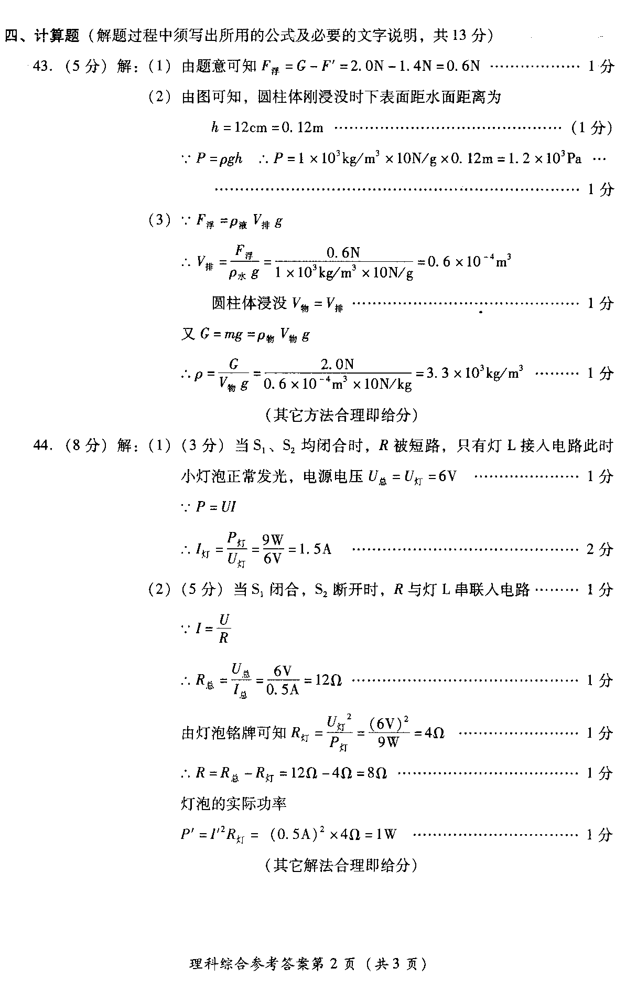 四、计算题（解题过程中须写出所用的公式及必要的文字说明，共13分）
43.（5分）解：（1）由题意可知 F浮 = G - F′ = 2.0N - 1.4N = 0.6N ……………… 1分
（2）由图可知，圆柱体刚浸没时下表面距水面距离为
h = 12cm = 0.12m ……………………………………（1分）
∵ P = ρgh ∴ P = 1 × 10³kg/m³ × 10N/g × 0.12m = 1.2 × 10³Pa …
…………………………………………………………… 1分
（3）∵ F浮 = ρ液 V排 g
∴ V排 = F浮/(ρ水 g) = 0.6N/(1 × 10³kg/m³ × 10N/g) = 0.6 × 10⁻⁴m³
圆柱体浸没 V物 = V排 …………………………………… 1分
又 G = mg = ρ物 V物 g
∴ ρ = G/(V物 g) = 2.0N/(0.6 × 10⁻⁴m³ × 10N/kg) = 3.3 × 10³kg/m³ ……… 1分
（其它方法合理即给分）
44.（8分）解：（1）（3分）当 S₁、S₂ 均闭合时，R 被短路，只有灯 L 接入电路此时
小灯泡正常发光，电源电压 U总 = U灯 = 6V ………………… 1分
∵ P = UI
∴ I灯 = P灯/U灯 = 9W/6V = 1.5A …………………………………… 2分
（2）（5分）当 S₁ 闭合，S₂ 断开时，R 与灯 L 串联入电路 ……… 1分
∵ I = U/R
∴ R总 = U总/I总 = 6V/0.5A = 12Ω …………………………………… 1分
由灯泡铭牌可知 R灯 = U灯²/P灯 = (6V)²/9W = 4Ω ………………… 1分
∴ R = R总 - R灯 = 12Ω - 4Ω = 8Ω …………………………… 1分
灯泡的实际功率
P′ = I′²R灯 = (0.5A)² × 4Ω = 1W ………………………… 1分
（其它解法合理即给分）
理科综合参考答案第 2 页（共 3 页）